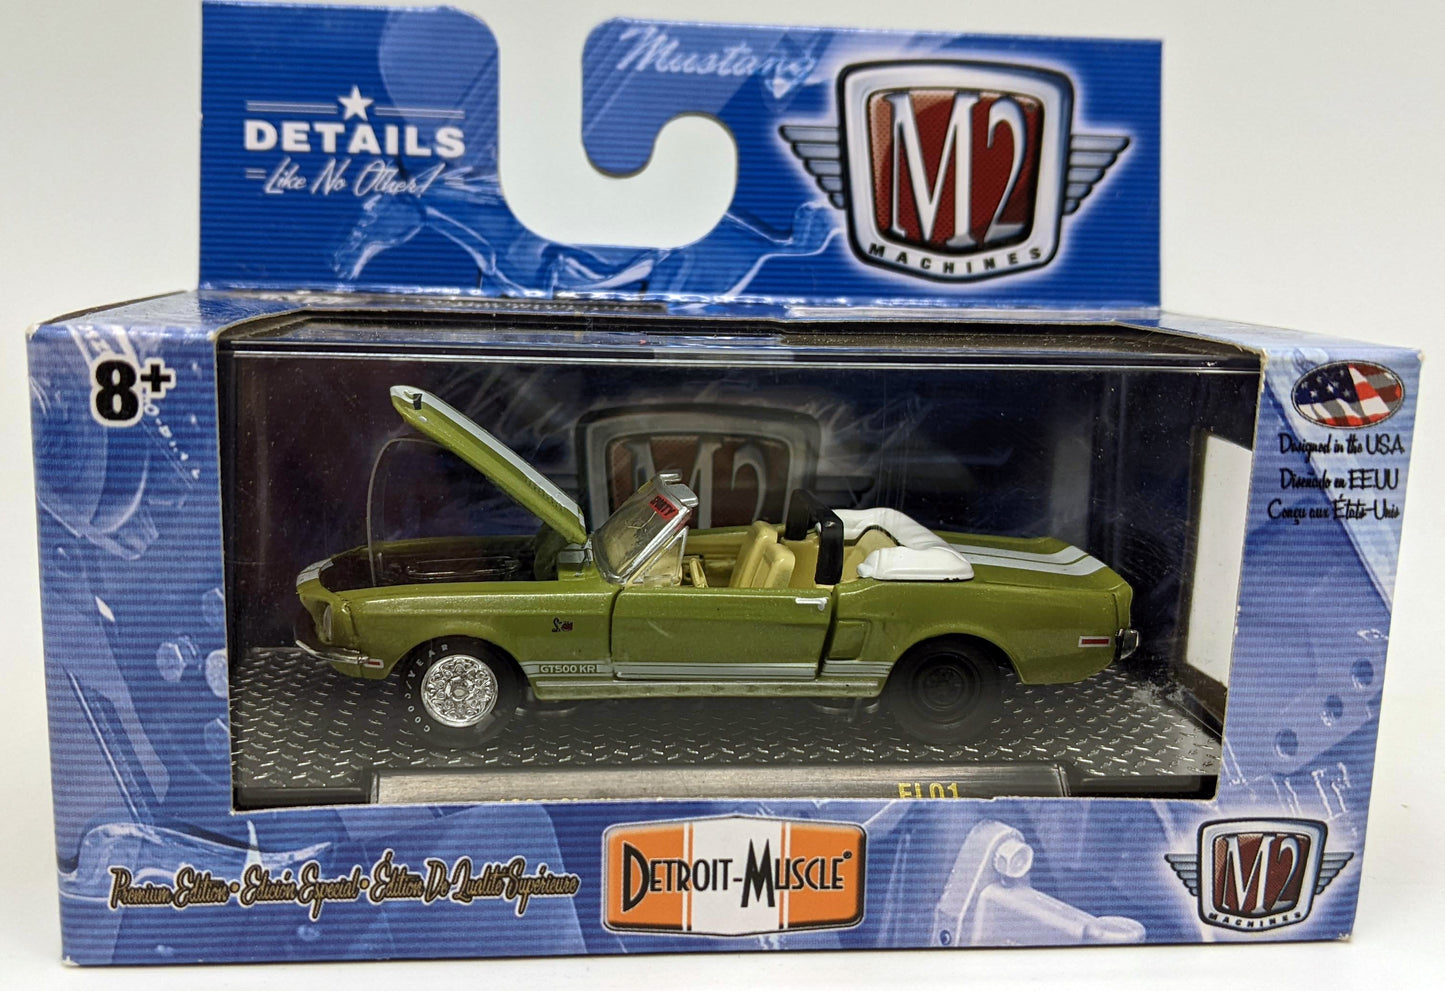 Mustang
DETAILS
Like No Other!
M2
MACHINES
8+
Designed in the USA
Diseñado en EEUU
Conçu aux États-Unis
M2
GOODYEAR
GT500 KR
EL01
Premium Edition • Edición Especial • Édition De Qualité Supérieure
DETROIT-MUSCLE®
M2
MACHINES